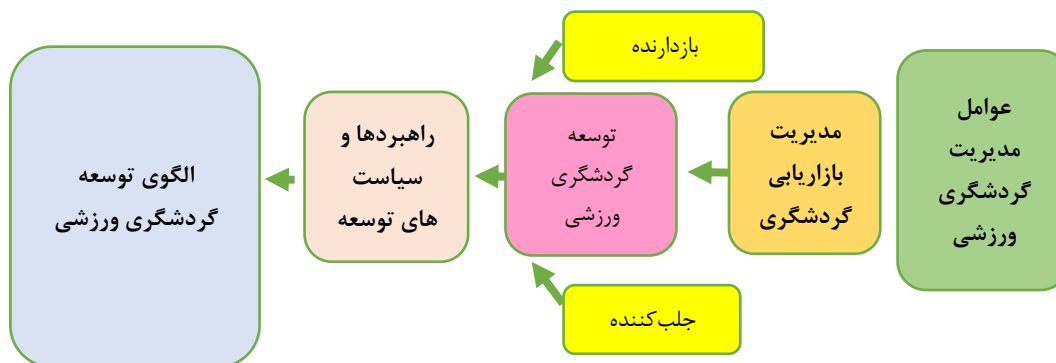 عوامل
مدیریت
گردشگری
ورزشی
مدیریت
بازاریابی
گردشگری
بازدارنده
توسعه
گردشگری
ورزشی
جلب‌کننده
راهبردها و
سیاست
های توسعه
الگوی توسعه
گردشگری ورزشی